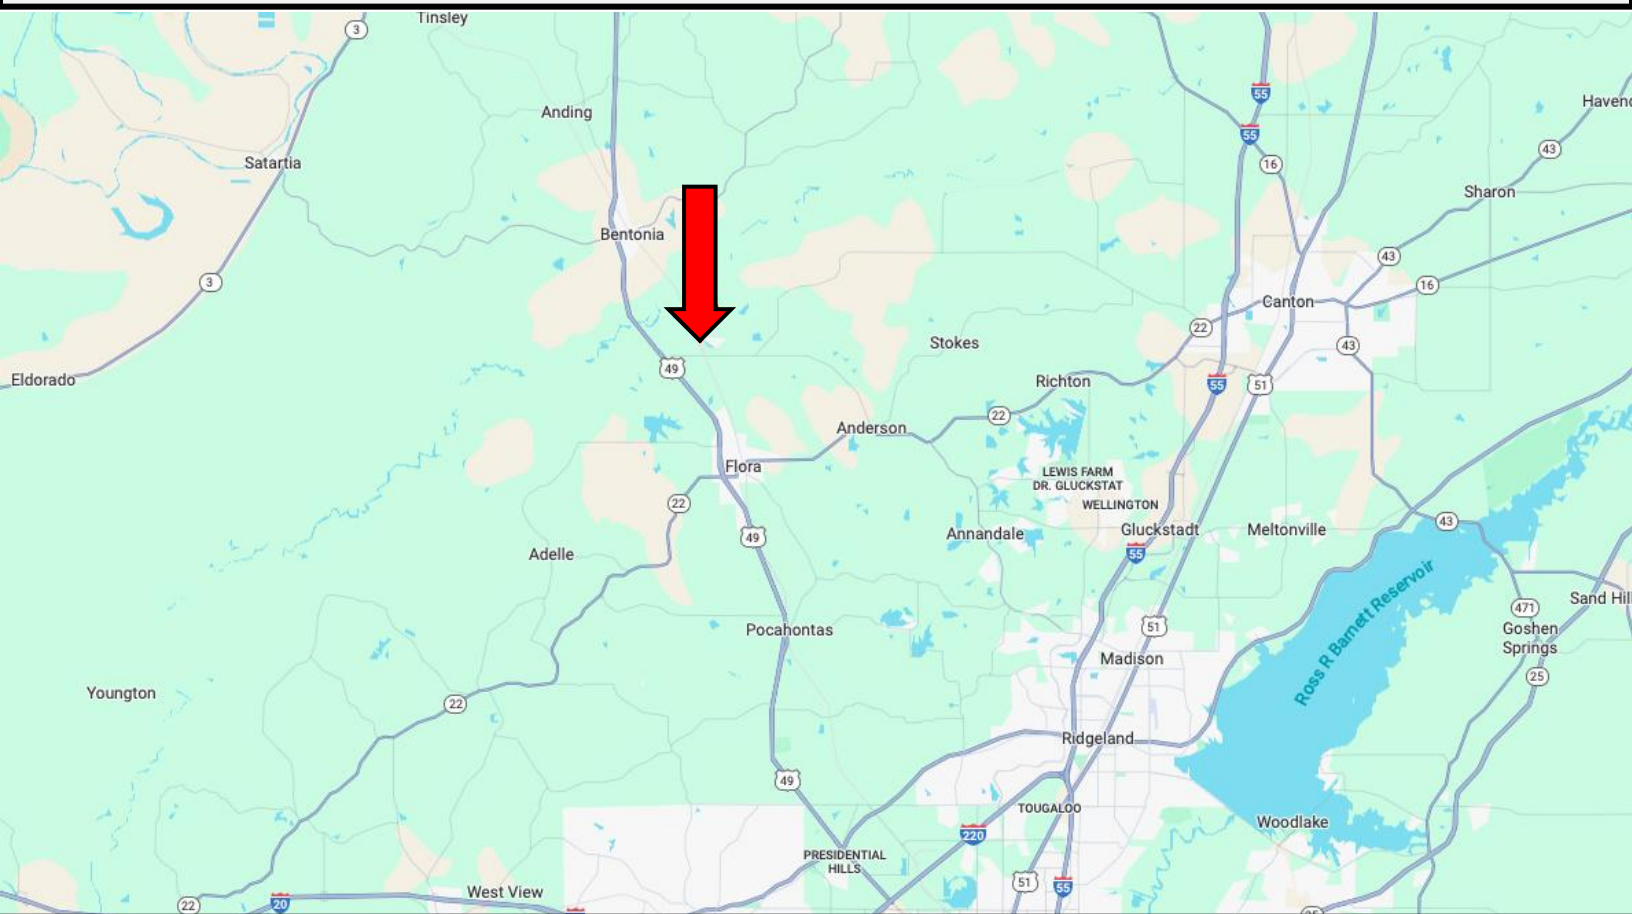 Tinsley
3
55
Anding
Haven
55
43
Satartia
16
Sharon
Bentonia
43
3
16
Canton
22
Stokes
43
49
Eldorado
Richton
55
51
22
Anderson
Flora
LEWIS FARM
DR. GLUCKSTAT
22
WELLINGTON
43
Gluckstadt
Meltonville
Annandale
49
Adelle
55
Ross R Barnett Reservoir
Sand Hill
471
51
Goshen
Springs
Pocahontas
Madison
25
Youngton
22
Ridgeland
49
TOUGALOO
Woodlake
220
PRESIDENTIAL
HILLS
51
55
West View
20
22